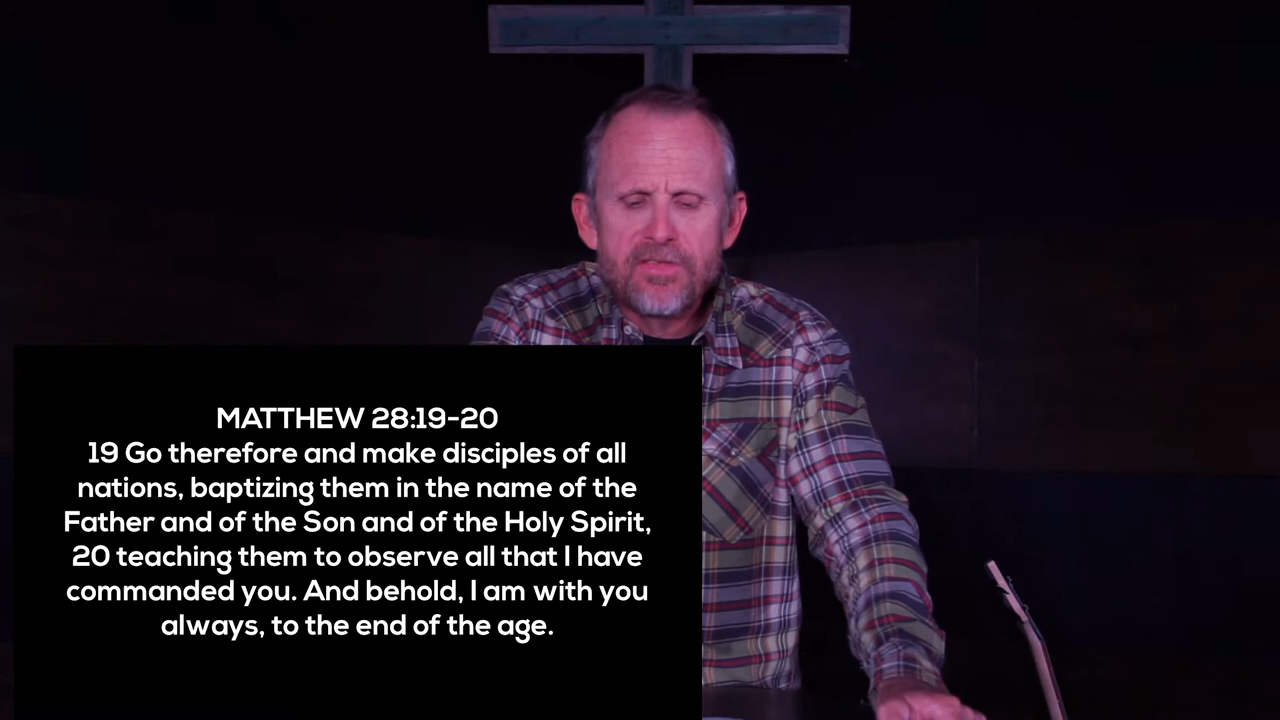 MATTHEW 28:19-20
19 Go therefore and make disciples of all
nations, baptizing them in the name of the
Father and of the Son and of the Holy Spirit,
20 teaching them to observe all that I have
commanded you. And behold, I am with you
always, to the end of the age.